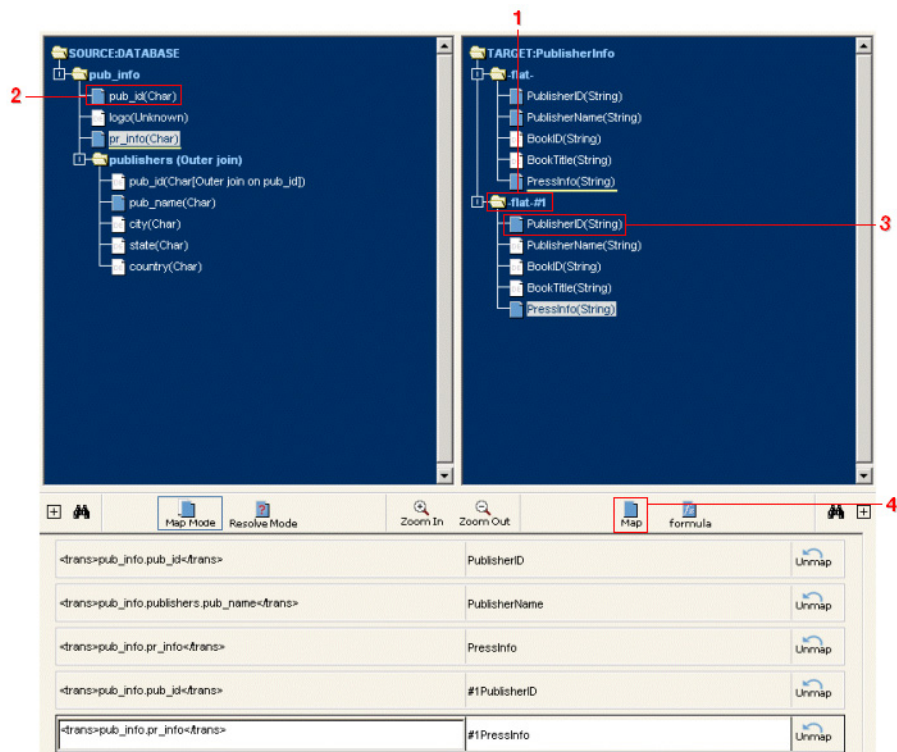 1
SOURCE:DATABASE
pub_info
2
pub_id(Char)
logo(Unknown)
pr_info(Char)
publishers (Outer join)
pub_id(Char[Outer join on pub_id])
pub_name(Char)
city(Char)
state(Char)
country(Char)
TARGET:PublisherInfo
-flat-
PublisherID(String)
PublisherName(String)
BookID(String)
BookTitle(String)
PressInfo(String)
-flat-#1
PublisherID(String)
3
PublisherName(String)
BookID(String)
BookTitle(String)
PressInfo(String)
Map Mode Resolve Mode Zoom In Zoom Out Map formula
4
<trans>pub_info.pub_id</trans> PublisherID Unmap
<trans>pub_info.publishers.pub_name</trans> PublisherName Unmap
<trans>pub_info.pr_info</trans> PressInfo Unmap
<trans>pub_info.pub_id</trans> #1PublisherID Unmap
<trans>pub_info.pr_info</trans> #1PressInfo Unmap